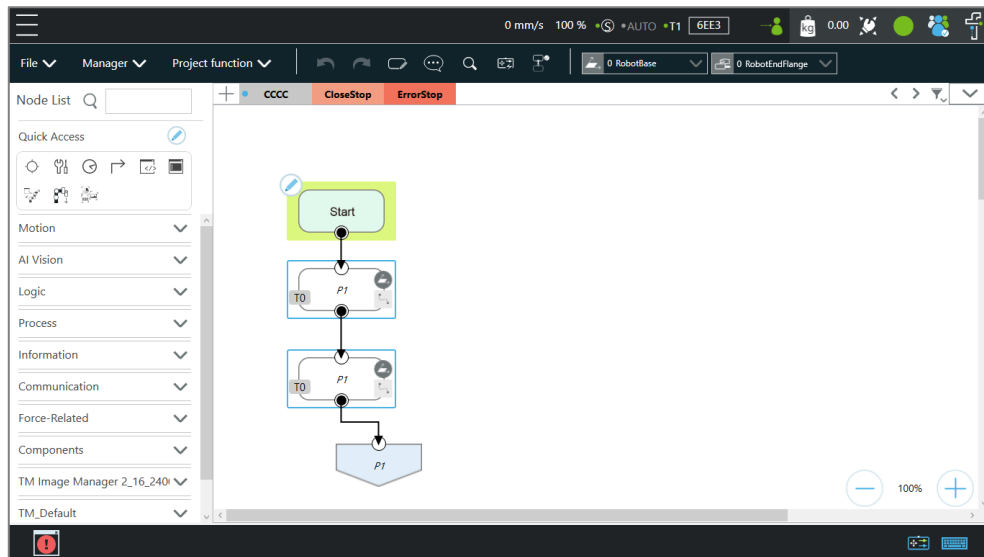 0 mm/s 100 % S AUTO T1 6EE3 kg 0.00
File Manager Project function 0 RobotBase 0 RobotEndFlange
Node List
CCCC CloseStop ErrorStop
Quick Access
Motion
AI Vision
Logic
Process
Information
Communication
Force-Related
Components
TM Image Manager 2_16_240
TM_Default
Start
P1
T0
P1
T0
P1
100%